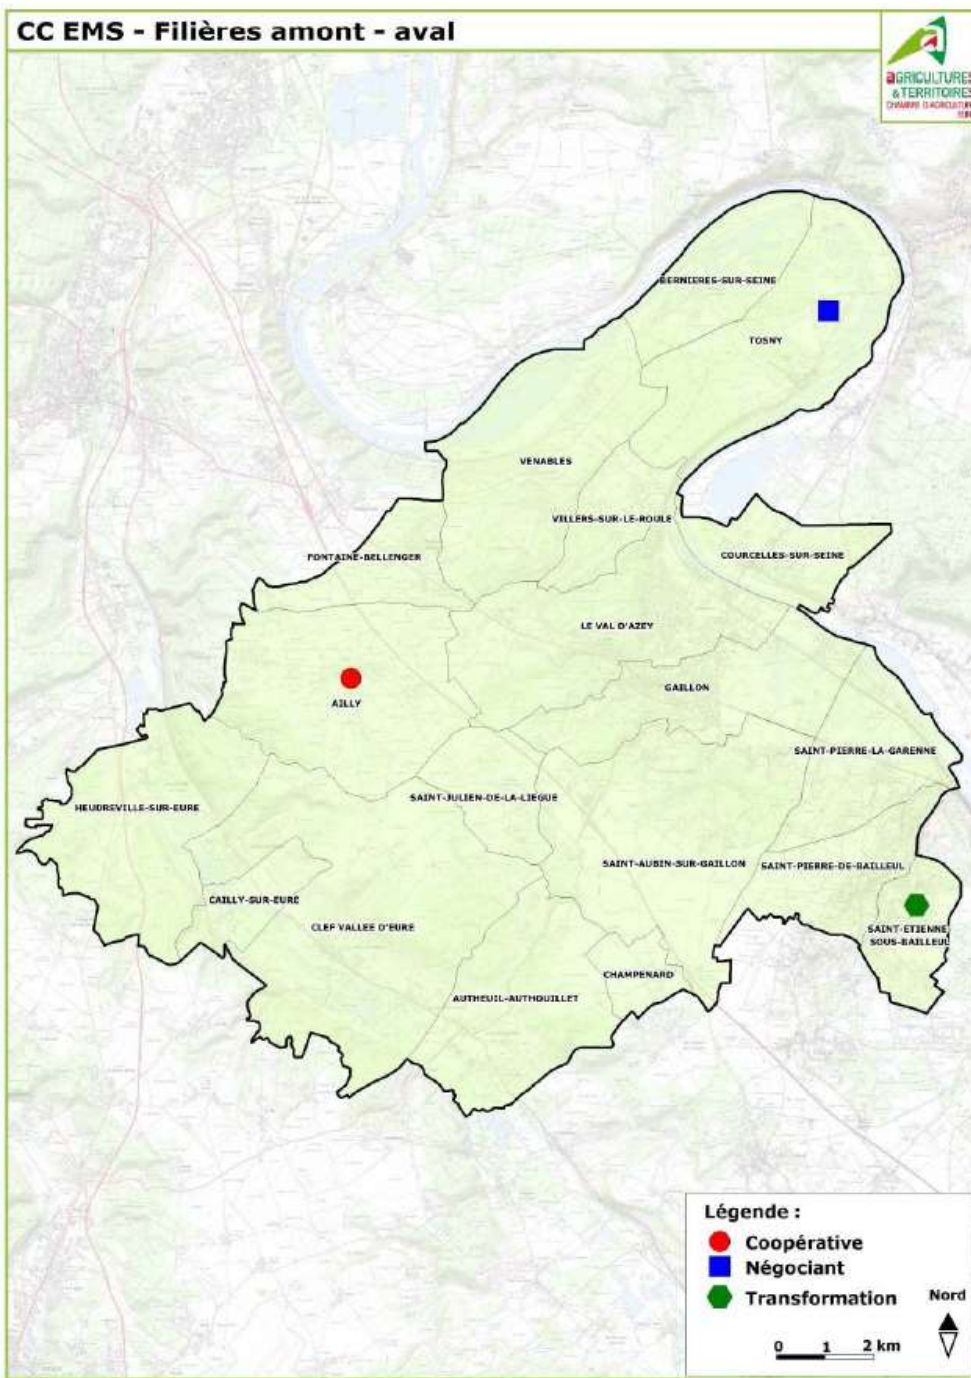 CC EMS - Filières amont - aval
AGRICULTURES
& TERRITOIRES
CHAMBRE D'AGRICULTURE
EURE
BERNIERES-SUR-SEINE
TOSNY
VENABLES
VILLERS-SUR-LE-ROULE
FONTAINE-BELLENGER
COURCELLES-SUR-SEINE
LE VAL D'AZEY
AILLY
GAILLON
SAINT-PIERRE-LA-GARENNE
HEUDREVILLE-SUR-EURE
SAINT-JULIEN-DE-LA-LIEGUE
SAINT-AUBIN-SUR-GAILLON
SAINT-PIERRE-DE-BAILLEUL
CAILLY-SUR-EURE
CLEF VALLEE D'EURE
SAINT-ETIENNE
SOUS-BAILLEUL
CHAMPENARD
AUTHEUIL-AUTHOUILLET
Légende :
Coopérative
Négociant
Transformation
Nord
0 1 2 km